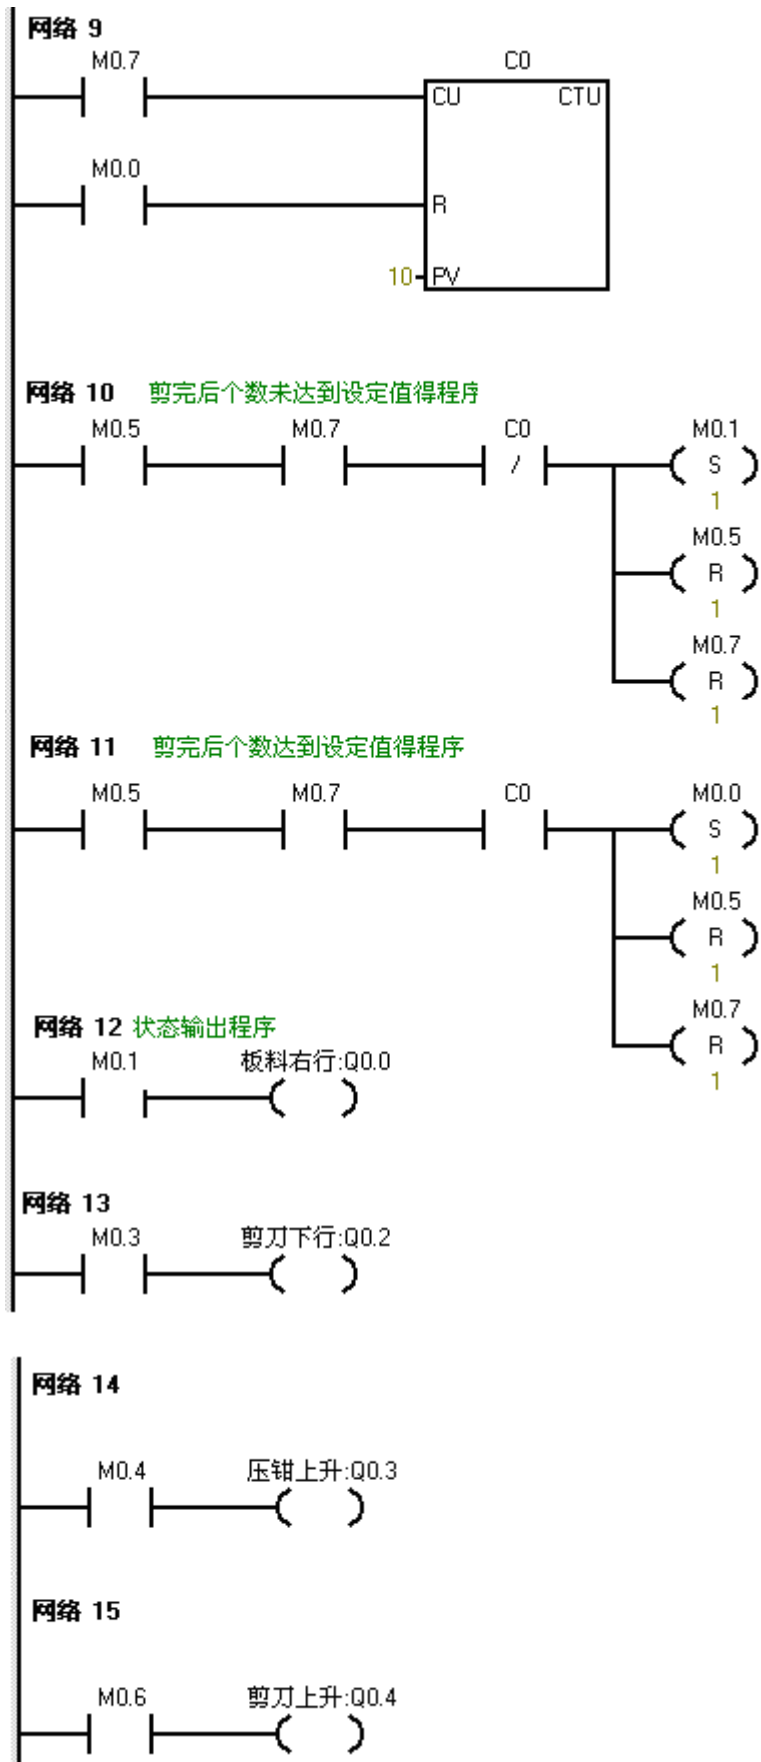 网络 9
M0.7
C0
CU
CTU
M0.0
R
10
PV
网络 10 剪完后个数未达到设定值得程序
M0.5 M0.7 C0 M0.1
/ S
1
M0.5
R
1
M0.7
R
1
网络 11 剪完后个数达到设定值得程序
M0.5 M0.7 C0 M0.0
S
1
M0.5
R
1
网络 12 状态输出程序
M0.7
M0.1 板料右行:Q0.0
R
1
网络 13
M0.3 剪刀下行:Q0.2
网络 14
M0.4 压钳上升:Q0.3
网络 15
M0.6 剪刀上升:Q0.4